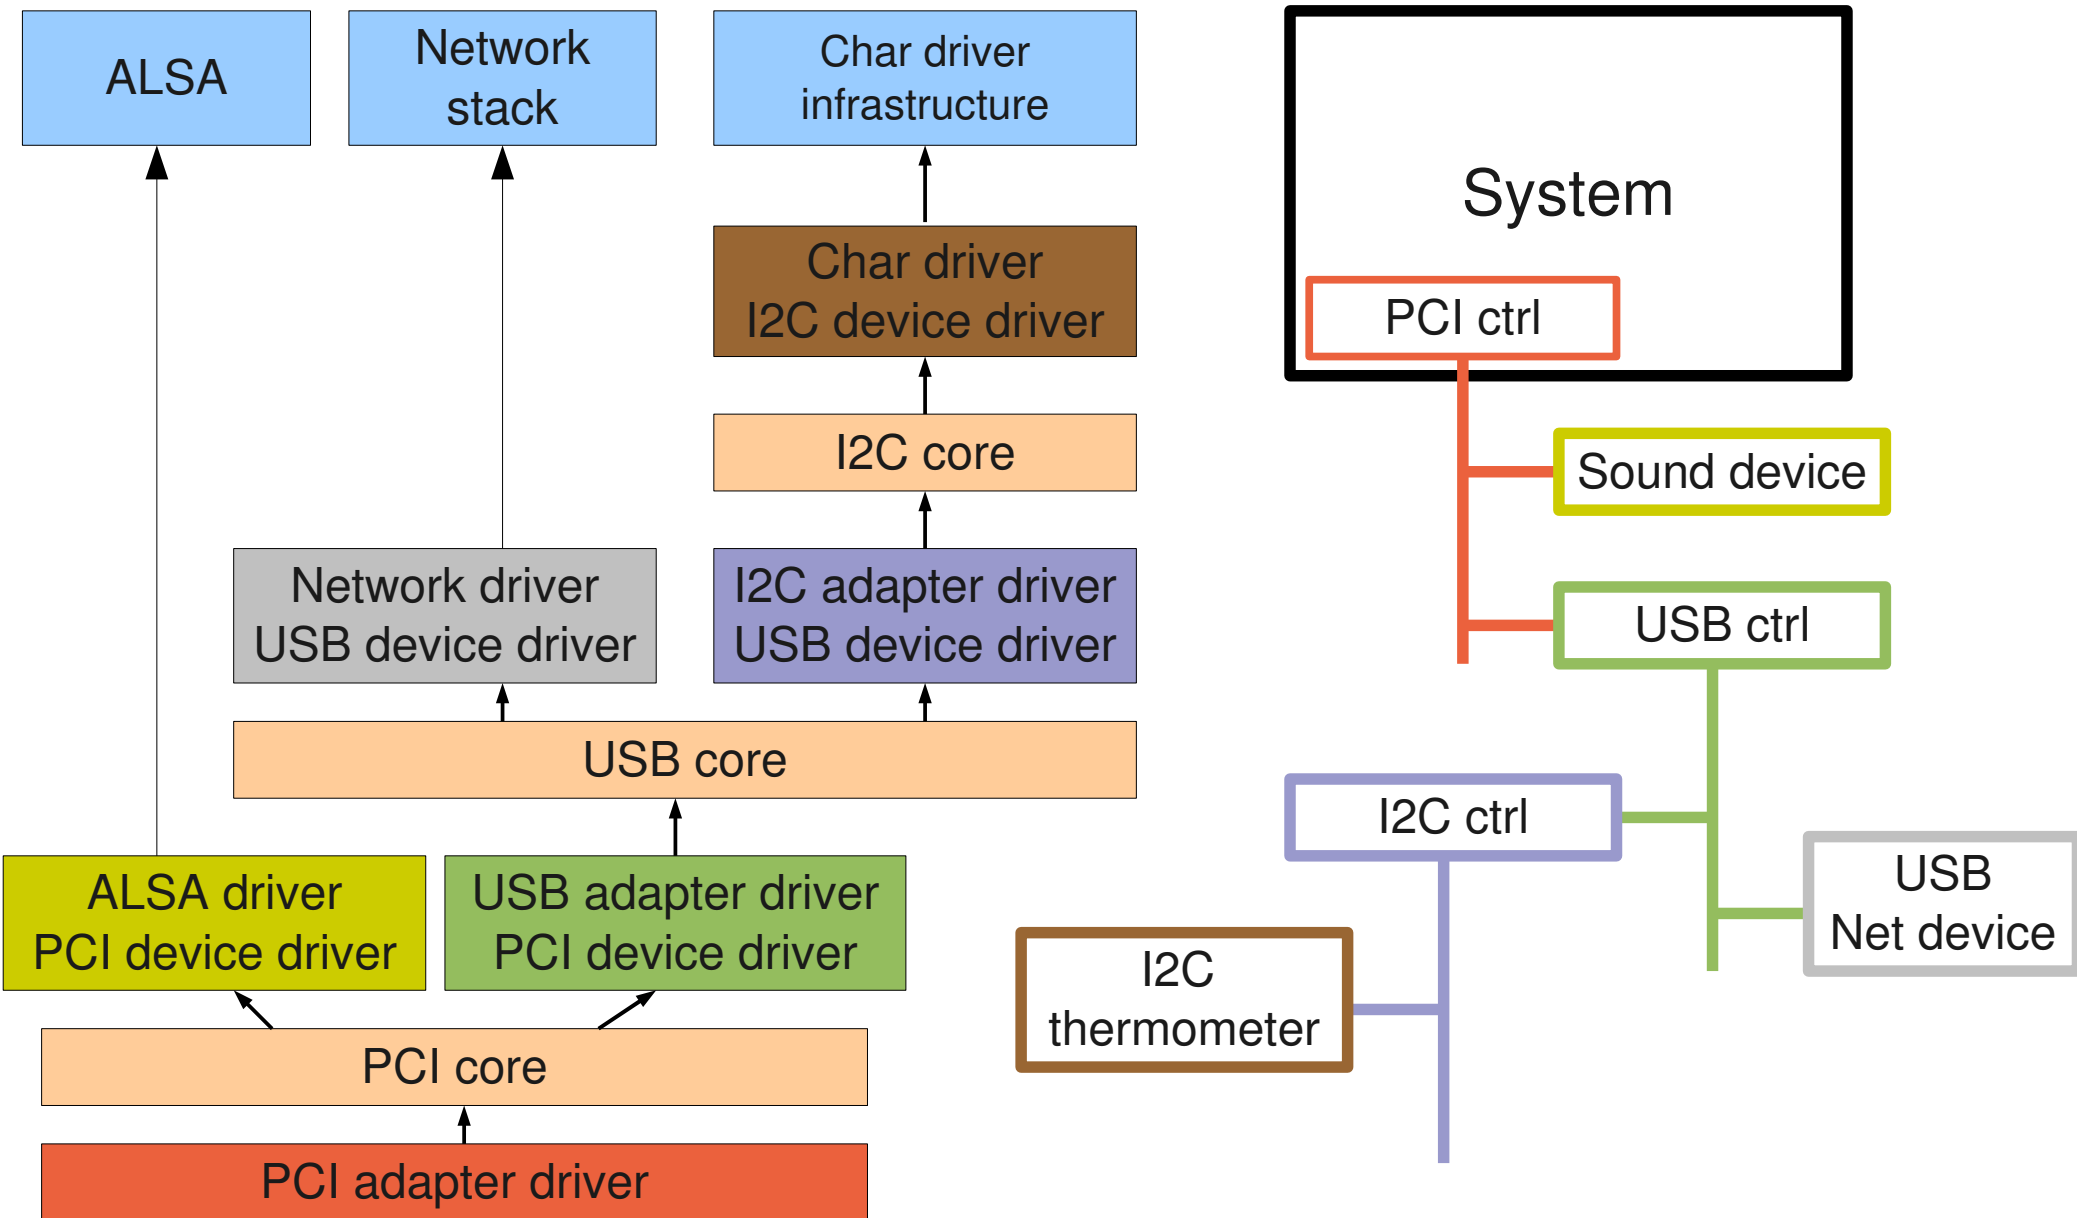 ALSA
Network
stack
Char driver
infrastructure
Char driver
I2C device driver
I2C core
Network driver
USB device driver
I2C adapter driver
USB device driver
USB core
ALSA driver
PCI device driver
USB adapter driver
PCI device driver
PCI core
PCI adapter driver
System
PCI ctrl
Sound device
USB ctrl
I2C ctrl
USB
Net device
I2C
thermometer